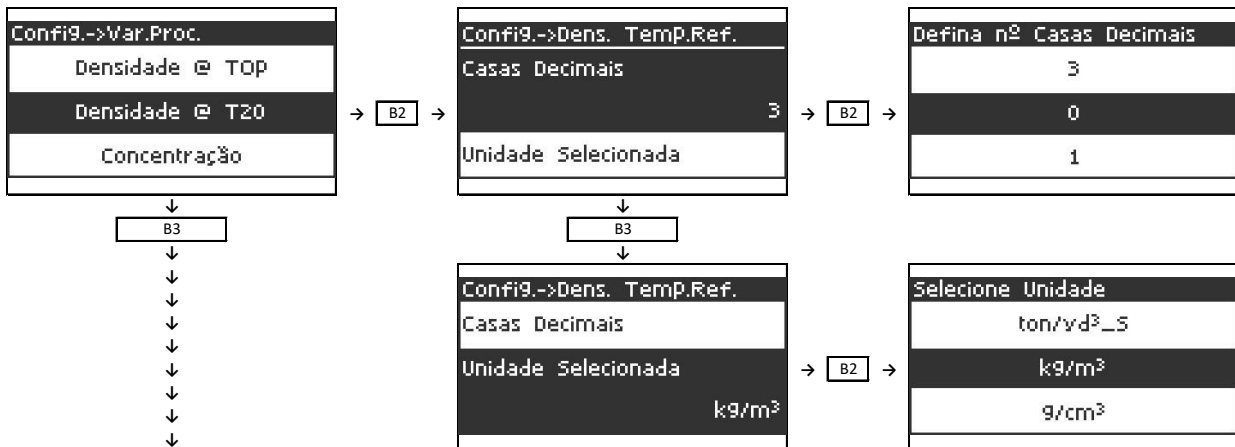 Config.->Var.Proc.
Densidade @ TOp
Densidade @ T20
Concentração
→ B2 →
Config.->Dens. Temp.Ref.
Casas Decimais
3
Unidade Selecionada
→ B2 →
Defina nº Casas Decimais
3
0
1
↓
B3
↓
↓
↓
↓
↓
↓
↓
↓
↓
↓
B3
↓
Config.->Dens. Temp.Ref.
Casas Decimais
Unidade Selecionada
kg/m³
→ B2 →
Selecione Unidade
ton/yd³_S
kg/m³
g/cm³